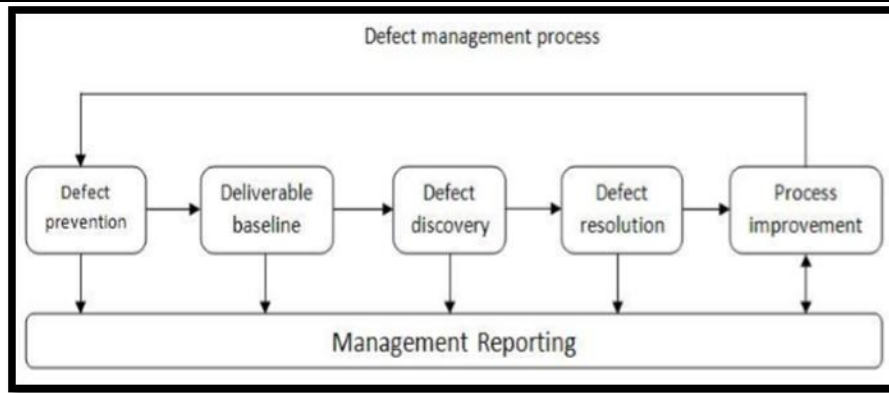 Defect management process
Defect
prevention
Deliverable
baseline
Defect
discovery
Defect
resolution
Process
improvement
Management Reporting